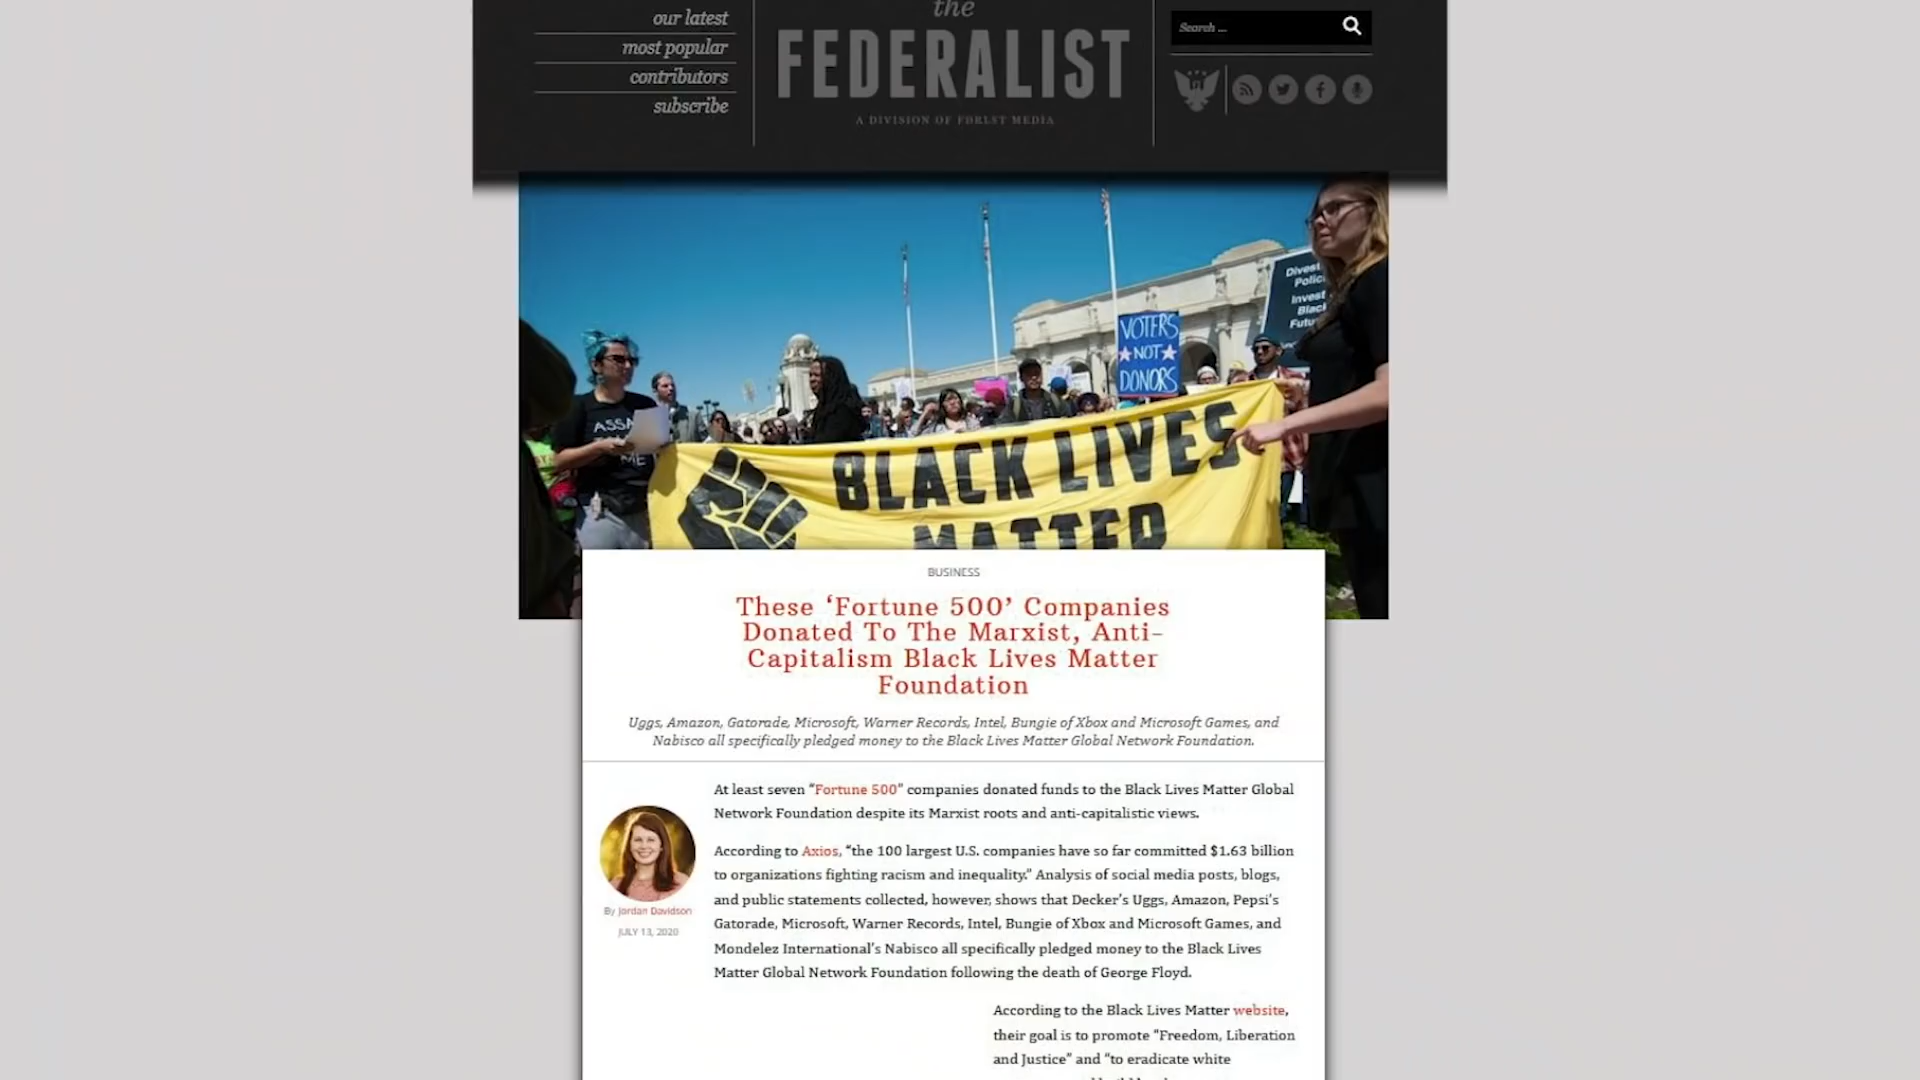 our latest
most popular
contributors
subscribe
the
FEDERALIST
A DIVISION OF FDRLST MEDIA
Search ...
VOTERS
NOT
DONORS
Divest
Polic
Invest
Black
Futu
ASSA
ME
BLACK LIVES
MATTER
BUSINESS
These ‘Fortune 500’ Companies
Donated To The Marxist, Anti-
Capitalism Black Lives Matter
Foundation
Uggs, Amazon, Gatorade, Microsoft, Warner Records, Intel, Bungie of Xbox and Microsoft Games, and
Nabisco all specifically pledged money to the Black Lives Matter Global Network Foundation.
By Jordan Davidson
JULY 13, 2020
At least seven “Fortune 500” companies donated funds to the Black Lives Matter Global
Network Foundation despite its Marxist roots and anti-capitalistic views.
According to Axios, “the 100 largest U.S. companies have so far committed $1.63 billion
to organizations fighting racism and inequality.” Analysis of social media posts, blogs,
and public statements collected, however, shows that Decker’s Uggs, Amazon, Pepsi’s
Gatorade, Microsoft, Warner Records, Intel, Bungie of Xbox and Microsoft Games, and
Mondelez International’s Nabisco all specifically pledged money to the Black Lives
Matter Global Network Foundation following the death of George Floyd.
According to the Black Lives Matter website,
their goal is to promote “Freedom, Liberation
and Justice” and “to eradicate white